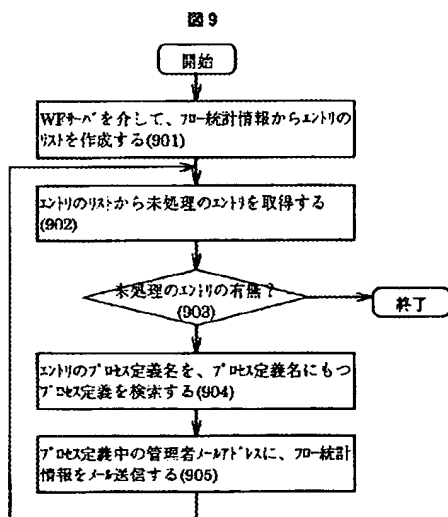 図9
開始
WFサーバを介して、フロー統計情報からエントリの
リストを作成する(901)
エントリのリストから未処理のエントリを取得する
(902)
未処理のエントリの有無?
(903)
終了
エントリのプロセス定義名を、プロセス定義名にもつ
プロセス定義を検索する(904)
プロセス定義中の管理者メールアドレスに、フロー統計
情報をメール送信する(905)